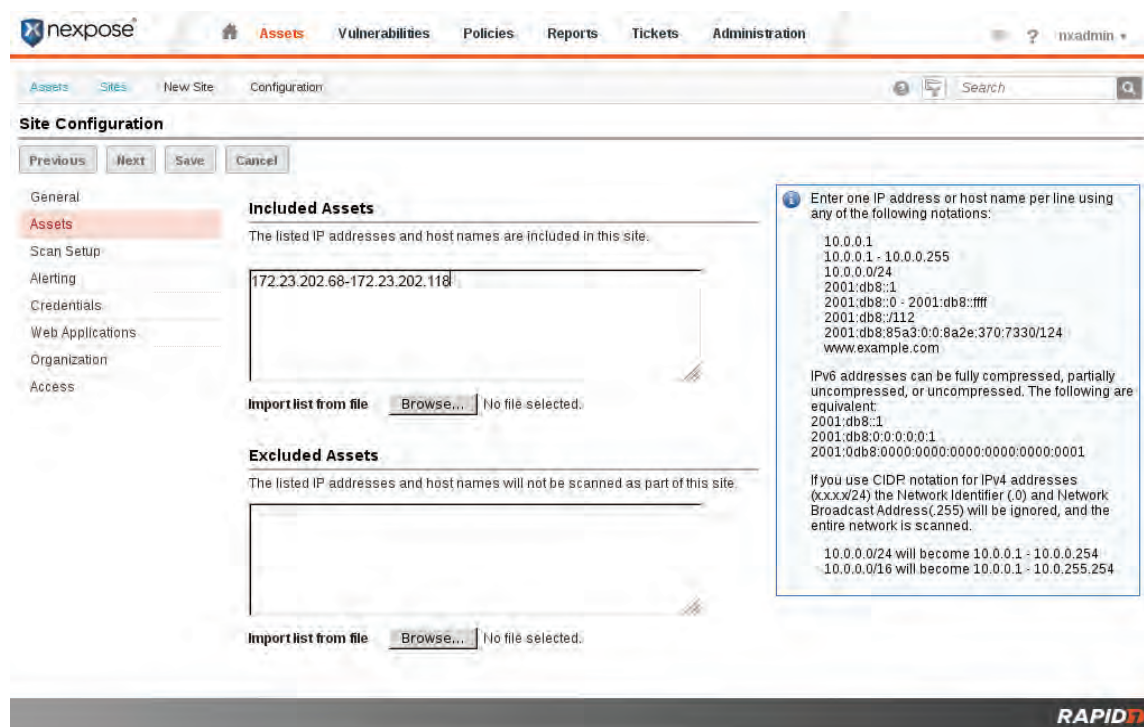 nexpose
Assets Vulnerabilities Policies Reports Tickets Administration ? nxadmin
Assets Sites New Site Configuration ? Search
Site Configuration
Previous Next Save Cancel
General
Assets
Scan Setup
Alerting
Credentials
Web Applications
Organization
Access
Included Assets
The listed IP addresses and host names are included in this site.
172.23.202.68-172.23.202.118
Import list from file Browse... No file selected.
Excluded Assets
The listed IP addresses and host names will not be scanned as part of this site.
Import list from file Browse... No file selected.
Enter one IP address or host name per line using
any of the following notations:
10.0.0.1
10.0.0.1 - 10.0.0.255
10.0.0.0/24
2001:db8::1
2001:db8::0 - 2001:db8::ffff
2001:db8::/112
2001:db8:85a3:0:0:8a2e:370:7330/124
www.example.com
IPv6 addresses can be fully compressed, partially
uncompressed, or uncompressed. The following are
equivalent:
2001:db8::1
2001:db8:0:0:0:0:0:1
2001:0db8:0000:0000:0000:0000:0000:0001
If you use CIDR notation for IPv4 addresses
(x.x.x.x/24) the Network Identifier (.0) and Network
Broadcast Address(.255) will be ignored, and the
entire network is scanned.
10.0.0.0/24 will become 10.0.0.1 - 10.0.0.254
10.0.0.0/16 will become 10.0.0.1 - 10.0.255.254
RAPID7